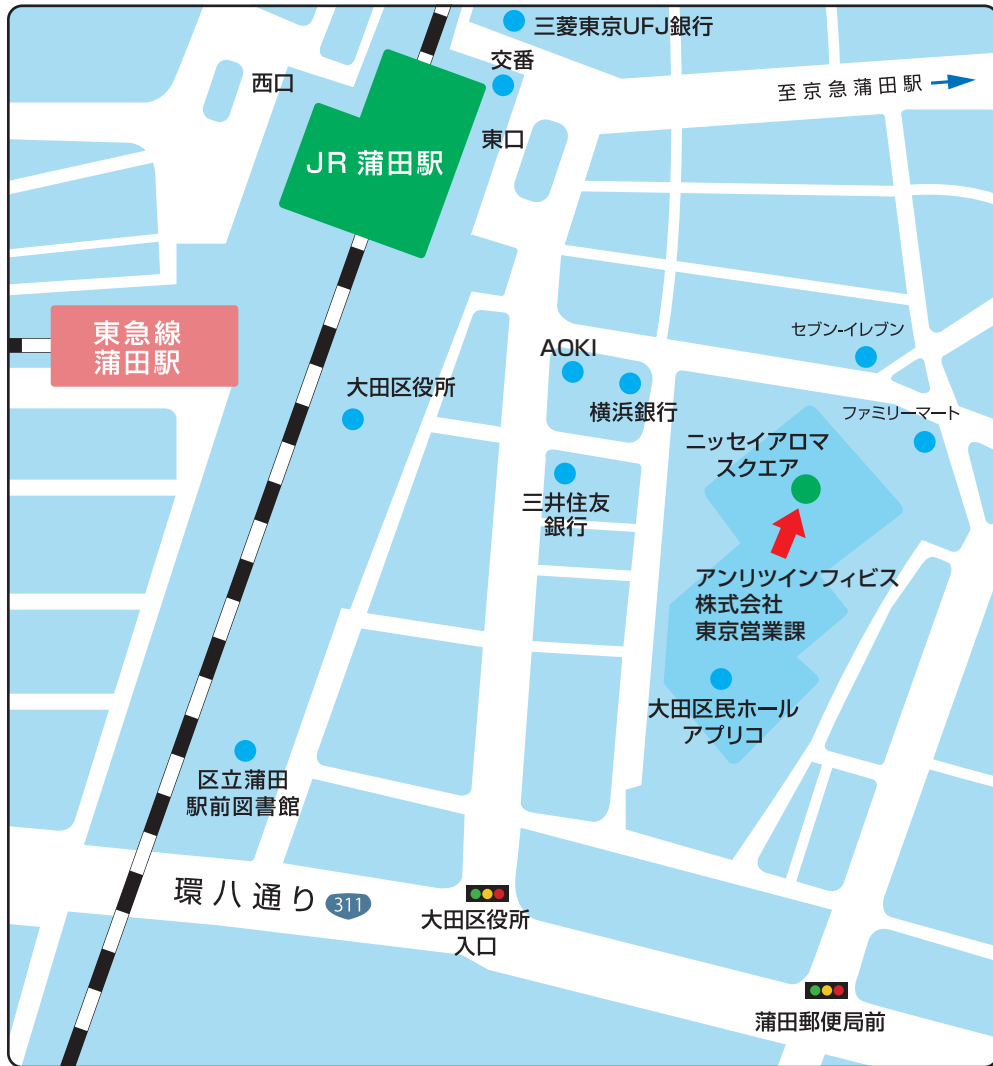 三菱東京UFJ銀行
交番
西口
至京急蒲田駅
東口
JR 蒲田駅
東急線
蒲田駅
セブン-イレブン
AOKI
大田区役所
横浜銀行
ファミリーマート
ニッセイアロマ
スクエア
三井住友
銀行
アンリツインフィビス
株式会社
東京営業課
大田区民ホール
アプリコ
区立蒲田
駅前図書館
環八通り 311
大田区役所
入口
蒲田郵便局前